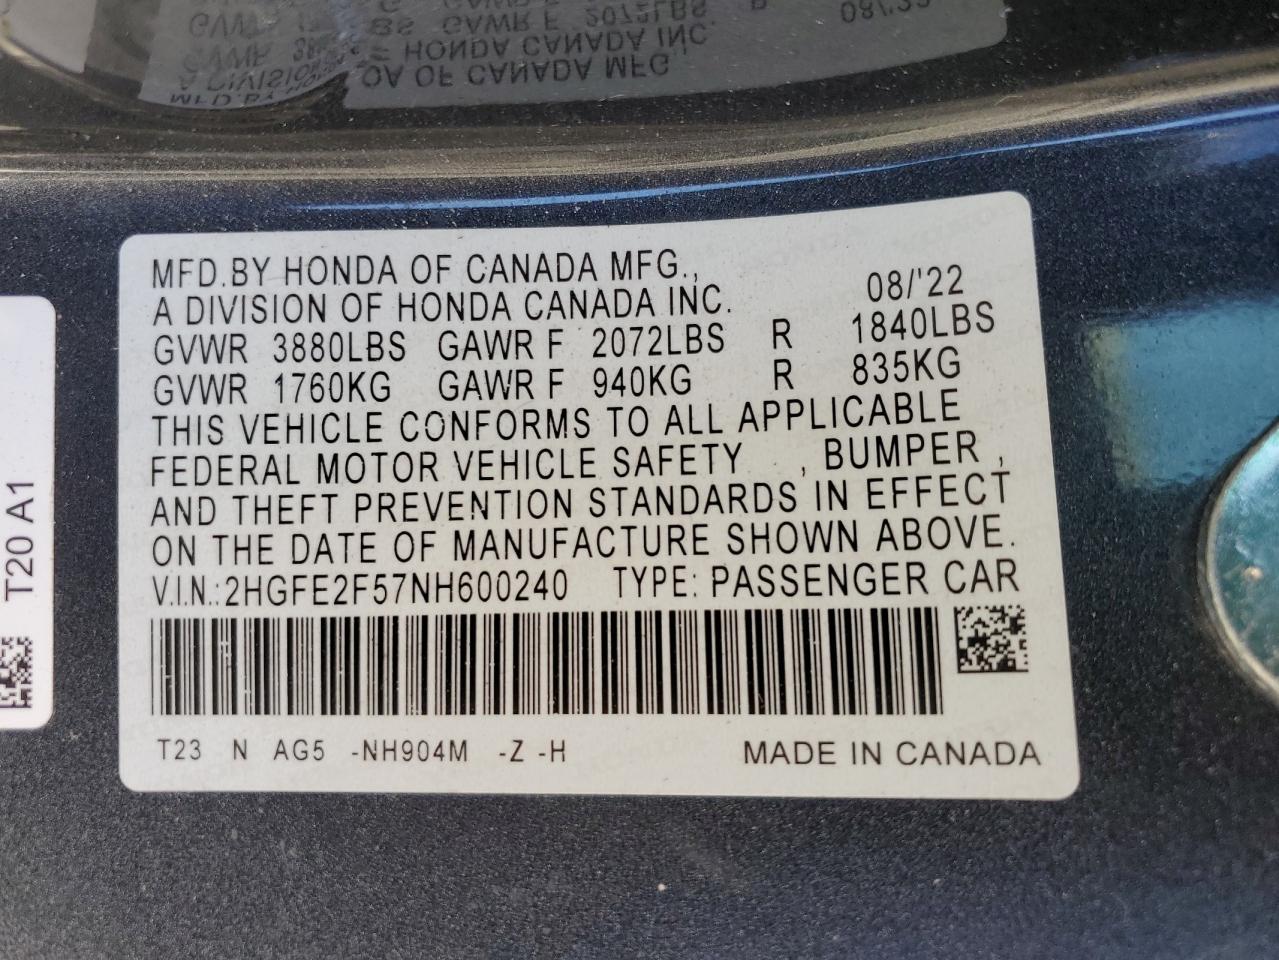 MFD.BY HONDA OF CANADA MFG.,
A DIVISION OF HONDA CANADA INC. 08/'22
GVWR 3880LBS GAWR F 2072LBS R 1840LBS
GVWR 1760KG GAWR F 940KG R 835KG
THIS VEHICLE CONFORMS TO ALL APPLICABLE
FEDERAL MOTOR VEHICLE SAFETY , BUMPER ,
AND THEFT PREVENTION STANDARDS IN EFFECT
ON THE DATE OF MANUFACTURE SHOWN ABOVE.
V.I.N.:2HGFE2F57NH600240 TYPE: PASSENGER CAR
T23 N AG5 -NH904M -Z -H MADE IN CANADA
T20 A1